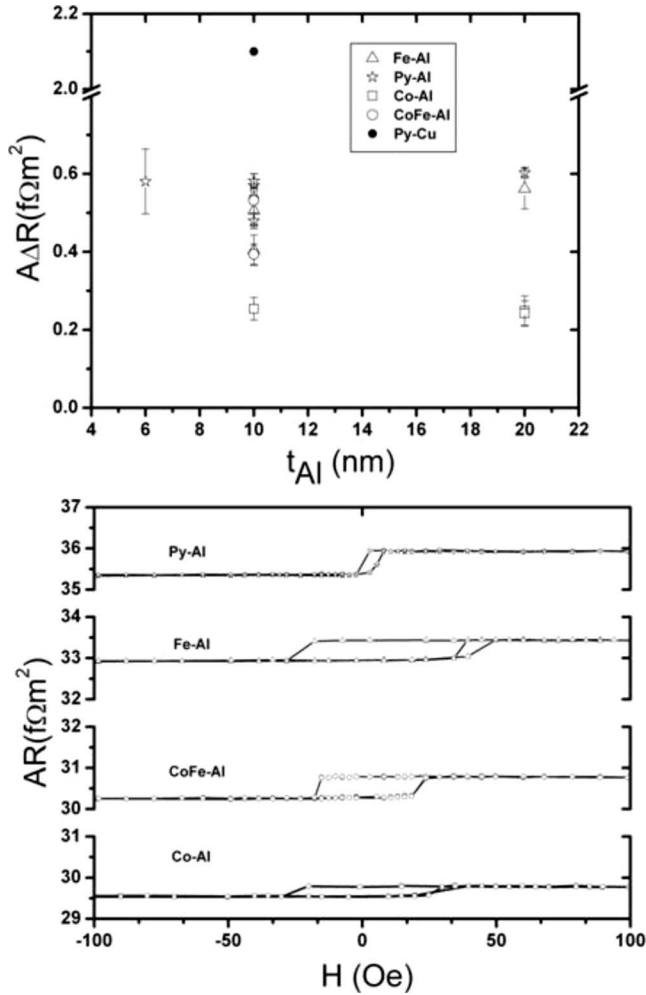 2.2
2.0
0.6
0.4
0.2
0.0
AΔR(fΩm²)
Fe-Al
Py-Al
Co-Al
CoFe-Al
Py-Cu
4 6 8 10 12 14 16 18 20 22
t_Al (nm)
37
36
35
Py-Al
34
33
32
Fe-Al
32
31
30
CoFe-Al
31
30
29
Co-Al
AR(fΩm²)
-100 -50 0 50 100
H (Oe)